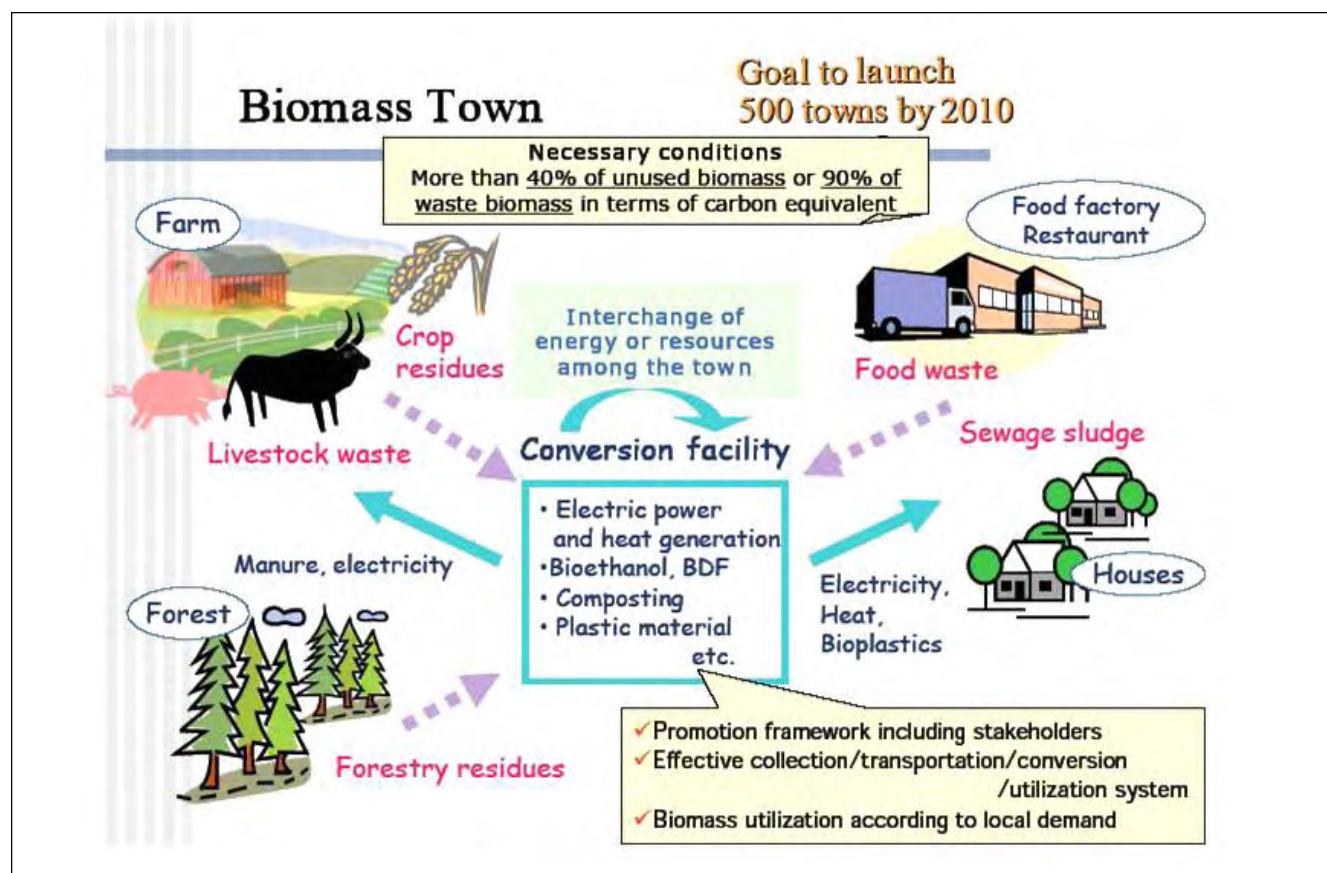 Biomass Town
Goal to launch
500 towns by 2010
Necessary conditions
More than 40% of unused biomass or 90% of
waste biomass in terms of carbon equivalent
Farm
Crop
residues
Livestock waste
Interchange of
energy or resources
among the town
Food factory
Restaurant
Food waste
Sewage sludge
Conversion facility
• Electric power
and heat generation
•Bioethanol, BDF
• Composting
• Plastic material
etc.
Manure, electricity
Forest
Forestry residues
Houses
Electricity,
Heat,
Bioplastics
✓Promotion framework including stakeholders
✓Effective collection/transportation/conversion
/utilization system
✓Biomass utilization according to local demand